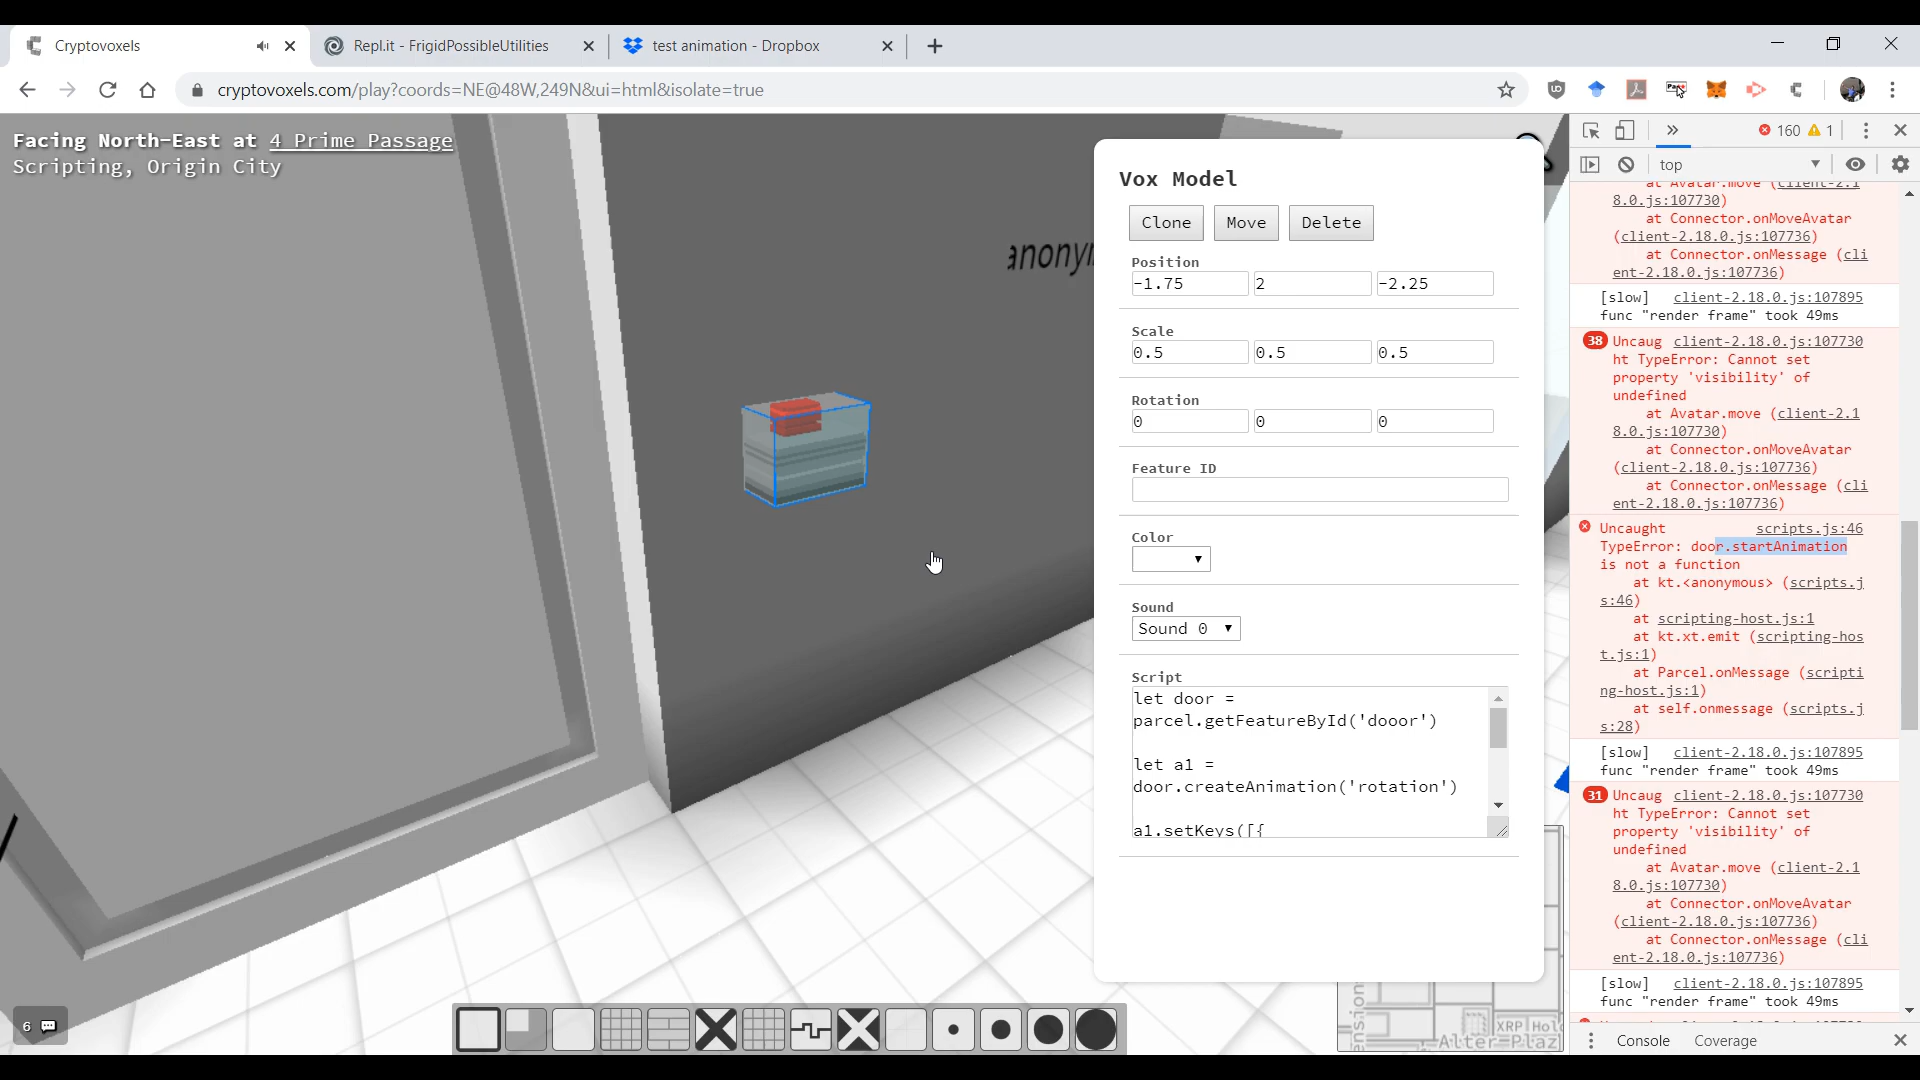 Cryptovoxels
Repl.it - FrigidPossibleUtilities
test animation - Dropbox
cryptovoxels.com/play?coords=NE@48W,249N&ui=html&isolate=true
Facing North-East at 4 Prime Passage
Scripting, Origin City
anony
Vox Model
Clone Move Delete
Position
-1.75 2 -2.25
Scale
0.5 0.5 0.5
Rotation
0 0 0
Feature ID
Color
Sound
Sound 0
Script
let door =
parcel.getFeatureById('dooor')
let a1 =
door.createAnimation('rotation')
a1.setKeys([{
6
XRP Hol
Alter Plaz
ension
160 1
top
at Avatar.move (client-2.1
8.0.js:107730)
at Connector.onMoveAvatar
(client-2.18.0.js:107736)
at Connector.onMessage (cli
ent-2.18.0.js:107736)
[slow] client-2.18.0.js:107895
func "render frame" took 49ms
38 Uncaug client-2.18.0.js:107730
ht TypeError: Cannot set
property 'visibility' of
undefined
at Avatar.move (client-2.1
8.0.js:107730)
at Connector.onMoveAvatar
(client-2.18.0.js:107736)
at Connector.onMessage (cli
ent-2.18.0.js:107736)
Uncaught scripts.js:46
TypeError: door.startAnimation
is not a function
at kt.<anonymous> (scripts.j
s:46)
at scripting-host.js:1
at kt.xt.emit (scripting-hos
t.js:1)
at Parcel.onMessage (scripti
ng-host.js:1)
at self.onmessage (scripts.j
s:28)
[slow] client-2.18.0.js:107895
func "render frame" took 49ms
31 Uncaug client-2.18.0.js:107730
ht TypeError: Cannot set
property 'visibility' of
undefined
at Avatar.move (client-2.1
8.0.js:107730)
at Connector.onMoveAvatar
(client-2.18.0.js:107736)
at Connector.onMessage (cli
ent-2.18.0.js:107736)
[slow] client-2.18.0.js:107895
func "render frame" took 49ms
Console Coverage